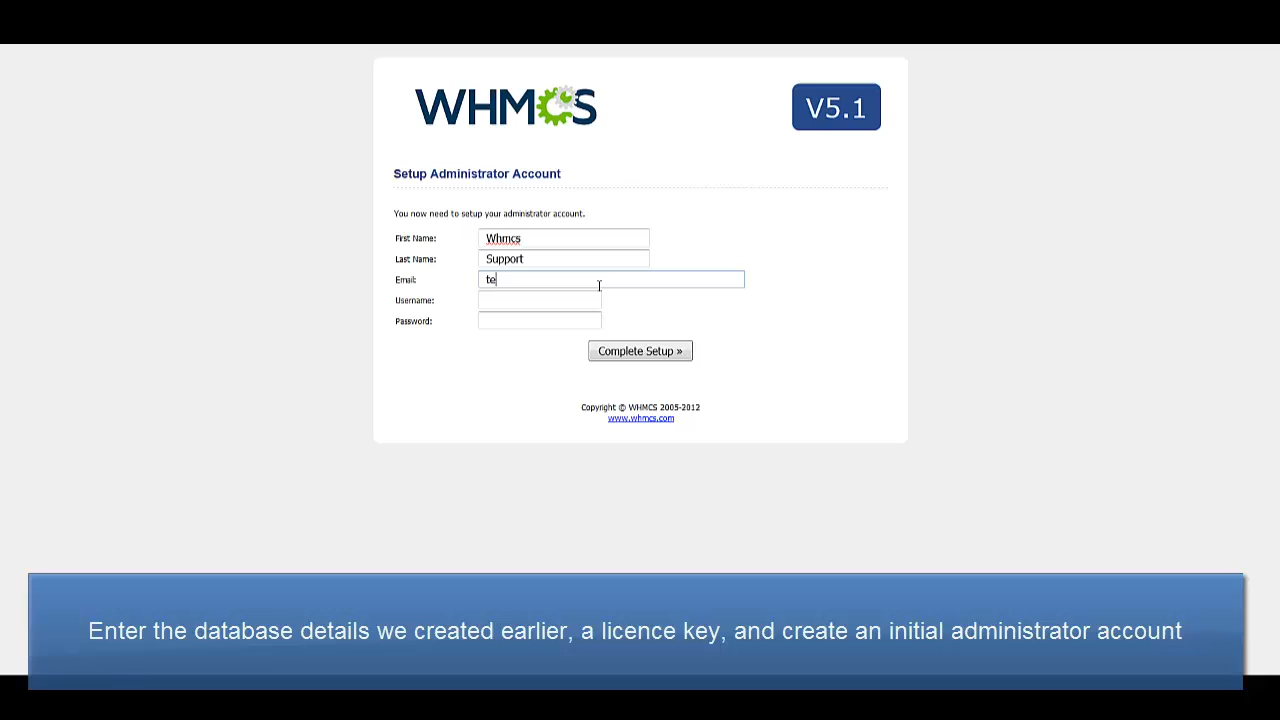 WHMCS
V5.1
Setup Administrator Account
You now need to setup your administrator account.
First Name: Whmcs
Last Name: Support
Email: te
Username:
Password:
Complete Setup »
Copyright © WHMCS 2005-2012
www.whmcs.com
Enter the database details we created earlier, a licence key, and create an initial administrator account